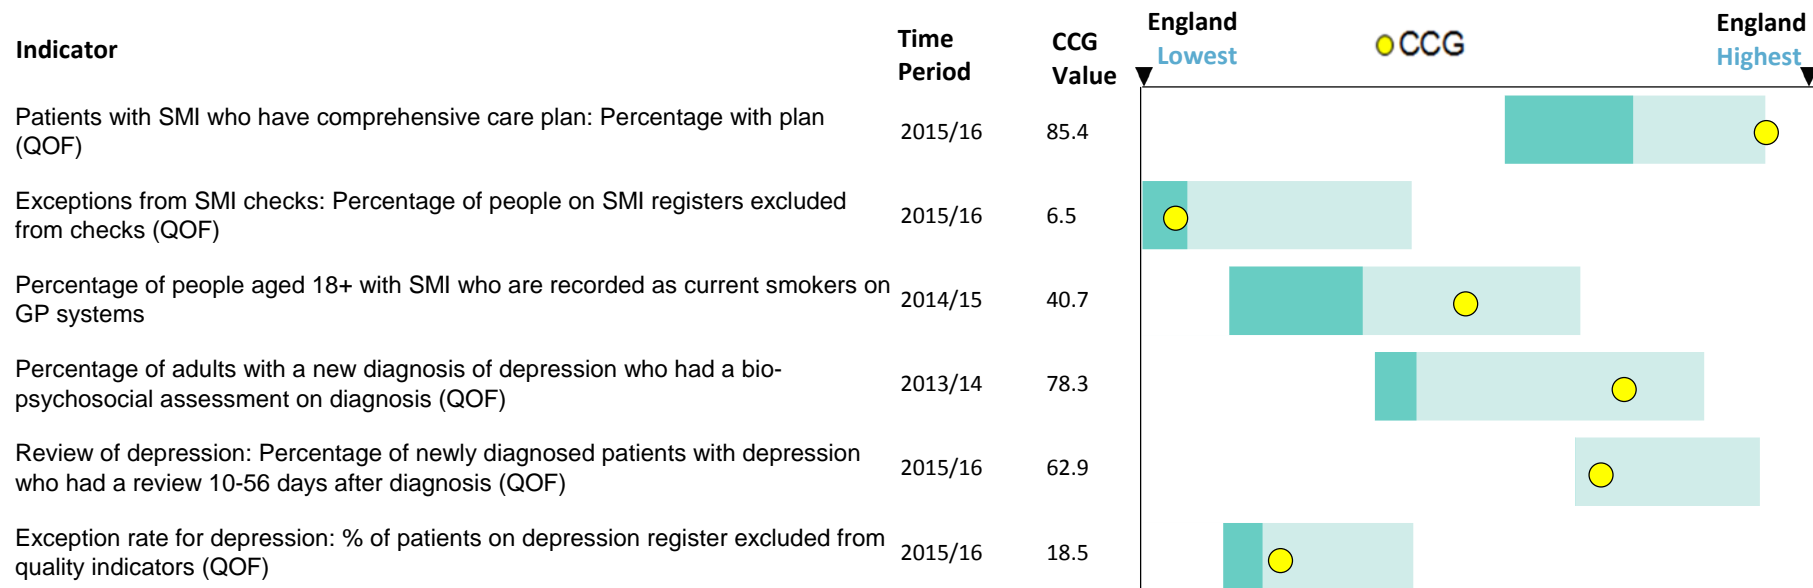 Indicator
Time
Period
CCG
Value
England
Lowest
CCG
England
Highest
Patients with SMI who have comprehensive care plan: Percentage with plan
(QOF)
2015/16
85.4
Exceptions from SMI checks: Percentage of people on SMI registers excluded
from checks (QOF)
2015/16
6.5
Percentage of people aged 18+ with SMI who are recorded as current smokers on
GP systems
2014/15
40.7
Percentage of adults with a new diagnosis of depression who had a bio-
psychosocial assessment on diagnosis (QOF)
2013/14
78.3
Review of depression: Percentage of newly diagnosed patients with depression
who had a review 10-56 days after diagnosis (QOF)
2015/16
62.9
Exception rate for depression: % of patients on depression register excluded from
quality indicators (QOF)
2015/16
18.5